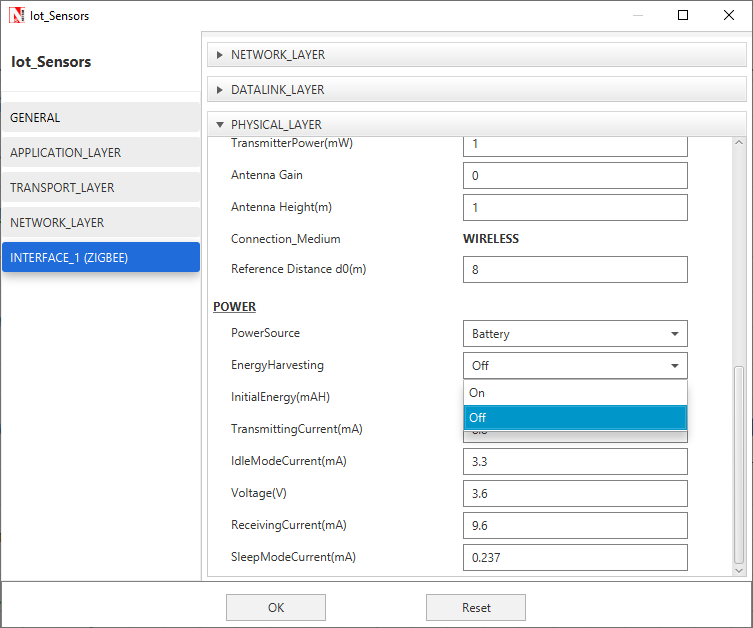 Iot_Sensors
Iot_Sensors
GENERAL
APPLICATION_LAYER
TRANSPORT_LAYER
NETWORK_LAYER
INTERFACE_1 (ZIGBEE)
NETWORK_LAYER
DATALINK_LAYER
PHYSICAL_LAYER
TransmitterPower(mW) 1
Antenna Gain 0
Antenna Height(m) 1
Connection_Medium WIRELESS
Reference Distance d0(m) 8
POWER
PowerSource Battery
EnergyHarvesting Off
On
InitialEnergy(mAH)
Off
TransmittingCurrent(mA)
IdleModeCurrent(mA) 3.3
Voltage(V) 3.6
ReceivingCurrent(mA) 9.6
SleepModeCurrent(mA) 0.237
OK Reset